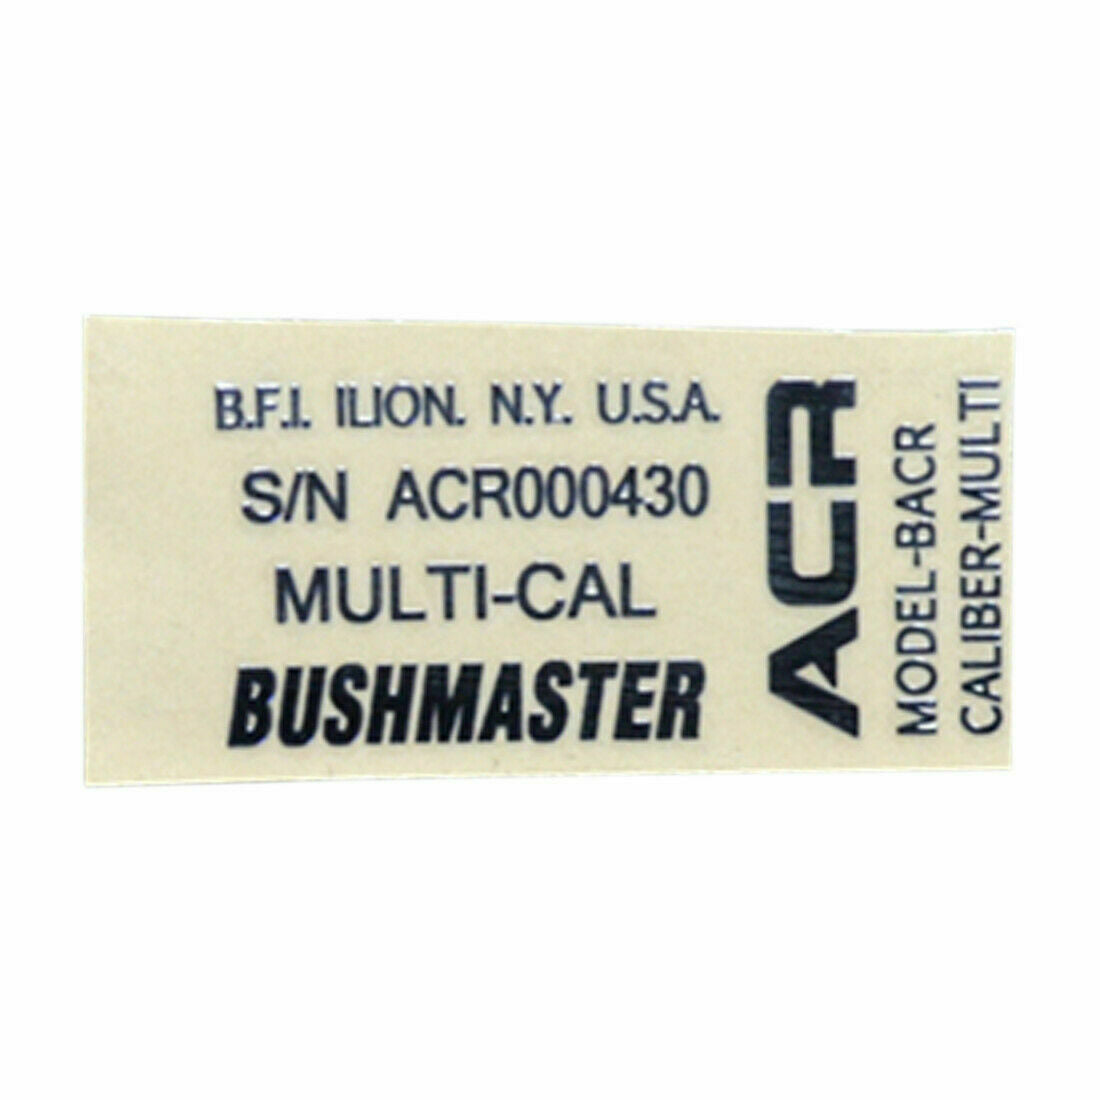 B.F.I. ILION. N.Y. U.S.A.
S/N ACR000430
MULTI-CAL
BUSHMASTER
ACR
MODEL-BACR
CALIBER-MULTI